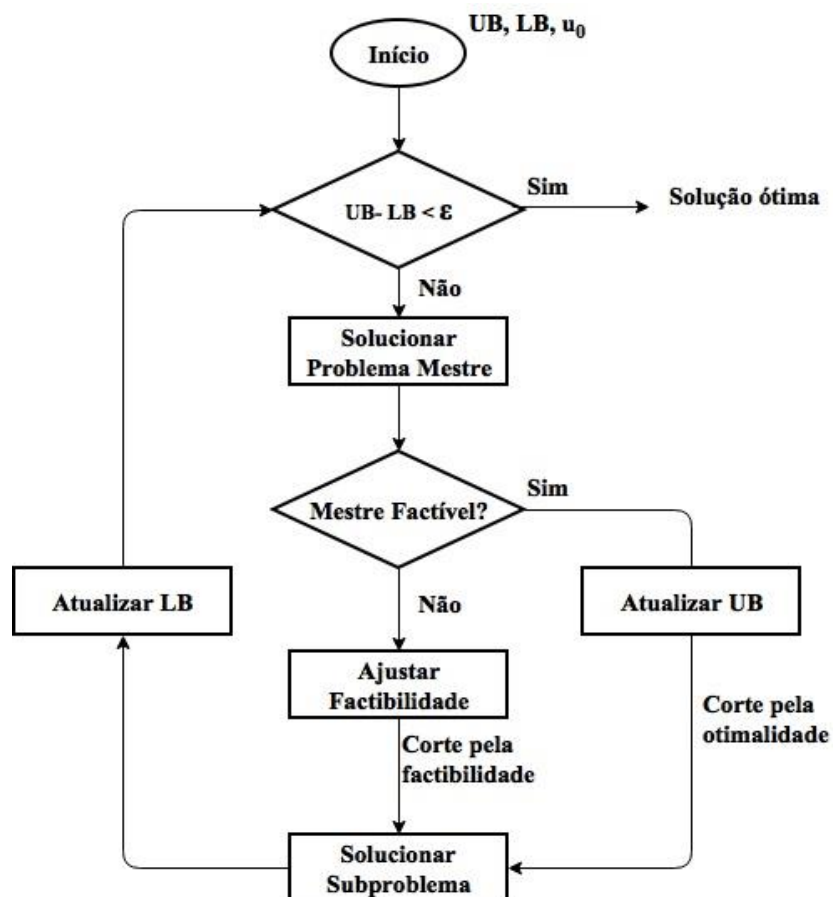 UB, LB, u₀
Início
UB- LB < ε
Sim
Solução ótima
Não
Solucionar
Problema Mestre
Mestre Factível?
Sim
Atualizar LB
Não
Atualizar UB
Ajustar
Factibilidade
Corte pela
otimalidade
Corte pela
factibilidade
Solucionar
Subproblema